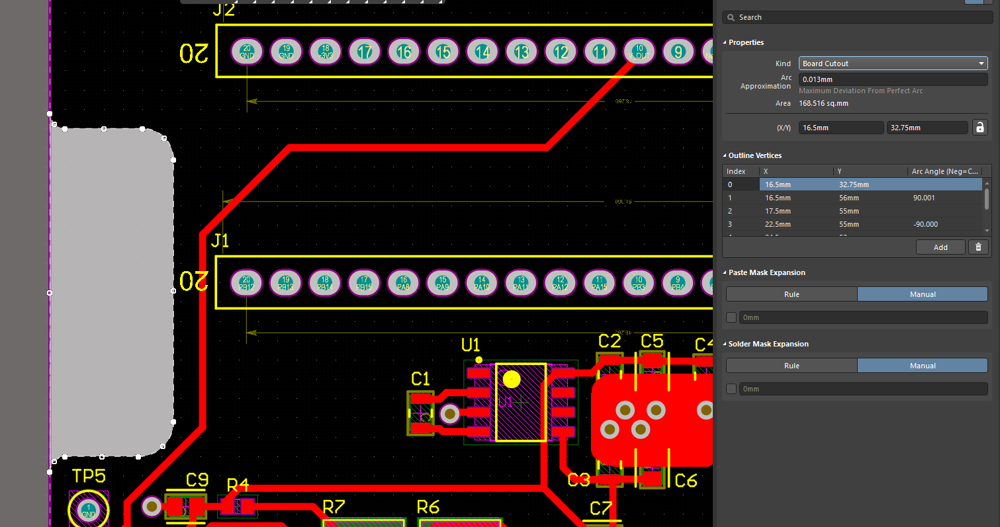 J2
20
20 GND
19 GND
18 +3V3
17
16
15
14
13
12
11
10 V_OUT
9
J1
20
20 PB12
19 PB13
18 PB14
17 PB15
16 PA8
15 PA9
14 PA10
13 PA11
12 PA12
11 PA15
10 PB3
9 PB4
U1
C2
C5
C4
C1
U1
C3
C6
TP5
C9
R4
1 GND
R7
R6
C7
Search
Properties
Kind
Board Cutout
Arc Approximation
0.013mm
Maximum Deviation From Perfect Arc
Area
168.516 sq.mm
(X/Y)
16.5mm
32.75mm
Outline Vertices
Index X Y Arc Angle (Neg=C...
0 16.5mm 32.75mm
1 16.5mm 56mm 90.001
2 17.5mm 55mm
3 22.5mm 55mm -90.000
Add
Paste Mask Expansion
Rule
Manual
0mm
Solder Mask Expansion
Rule
Manual
0mm